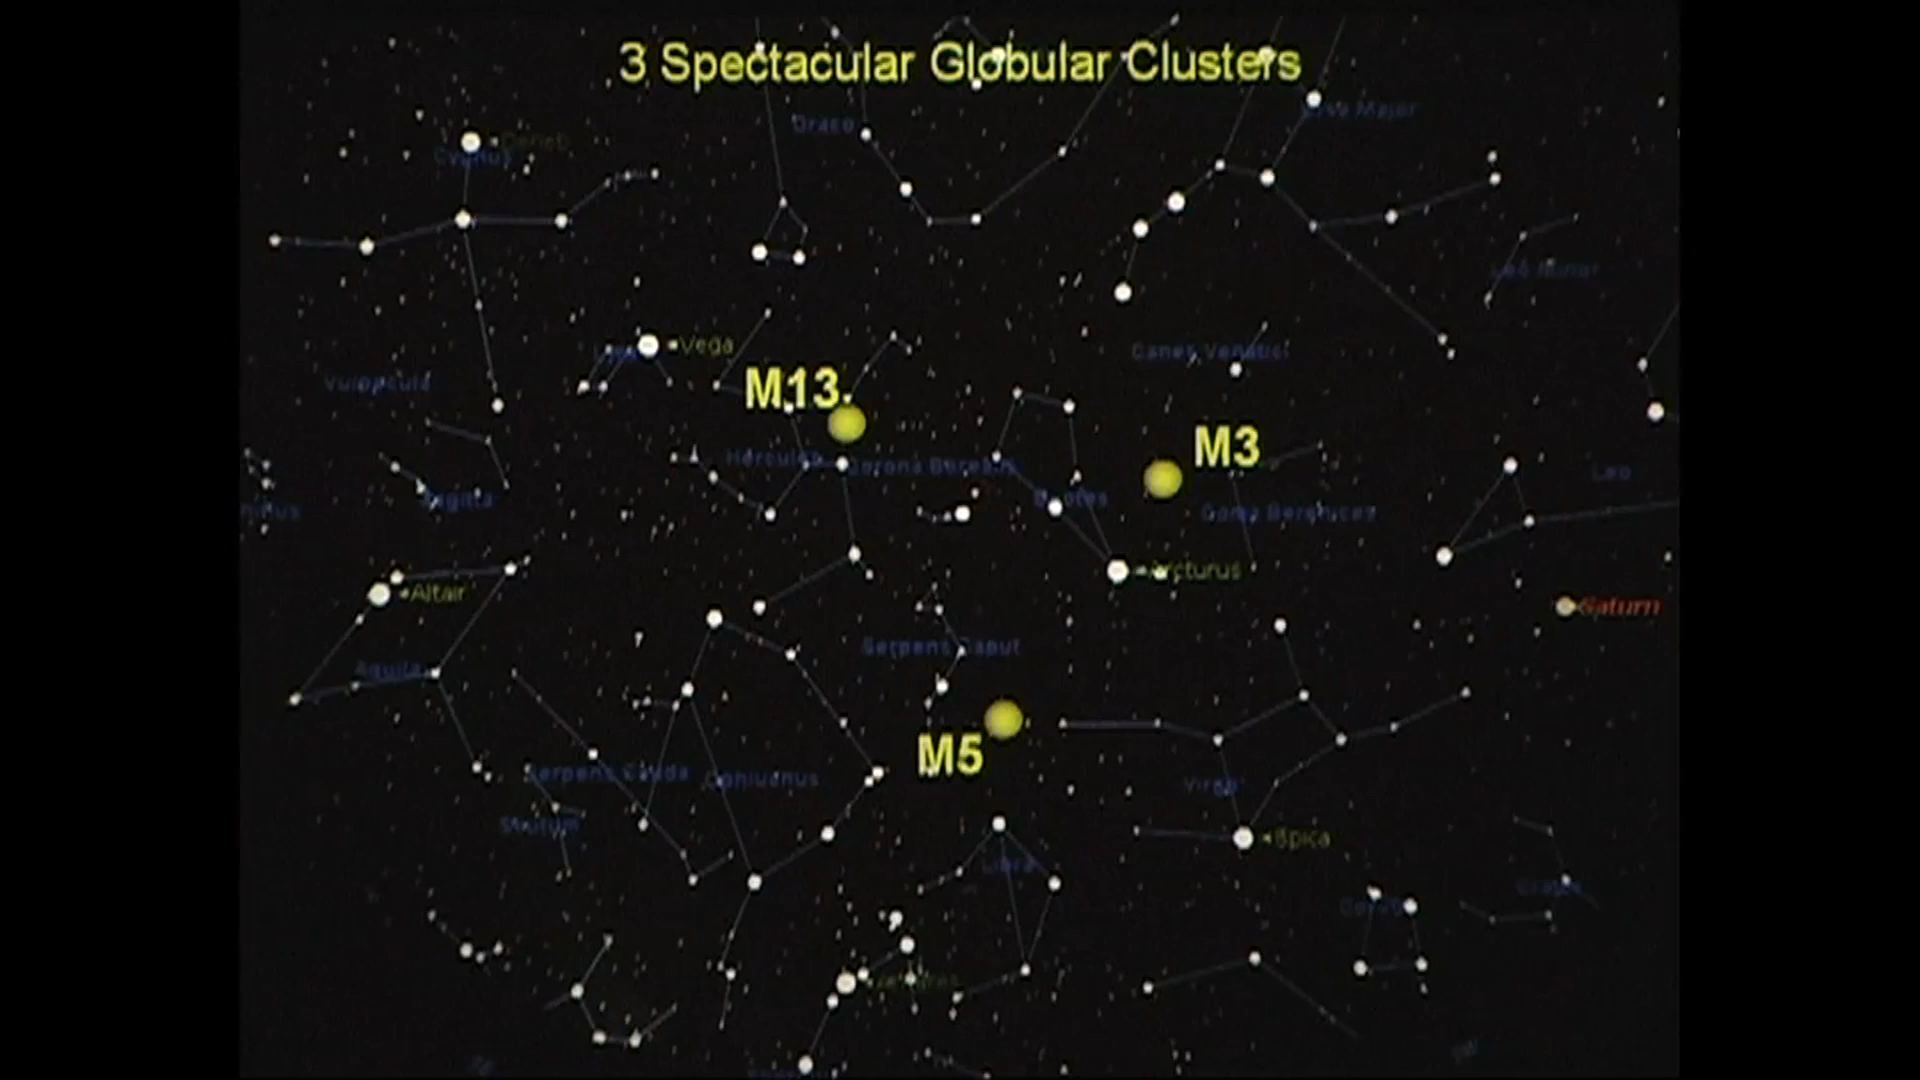 3 Spectacular Globular Clusters
Ursa Major
Draco
Deneb
Cygnus
Leo Minor
Vega
Lyra
Canes Venatici
Vulpecula
M13
M3
Hercules
Corona Borealis
Leo
Sagitta
Bootes
Coma Berenices
Arcturus
Altair
Saturn
Serpens Caput
Aquila
M5
Serpens Cauda
Ophiuchus
Virgo
Scutum
Spica
Libra
Crater
Corvus
Antares